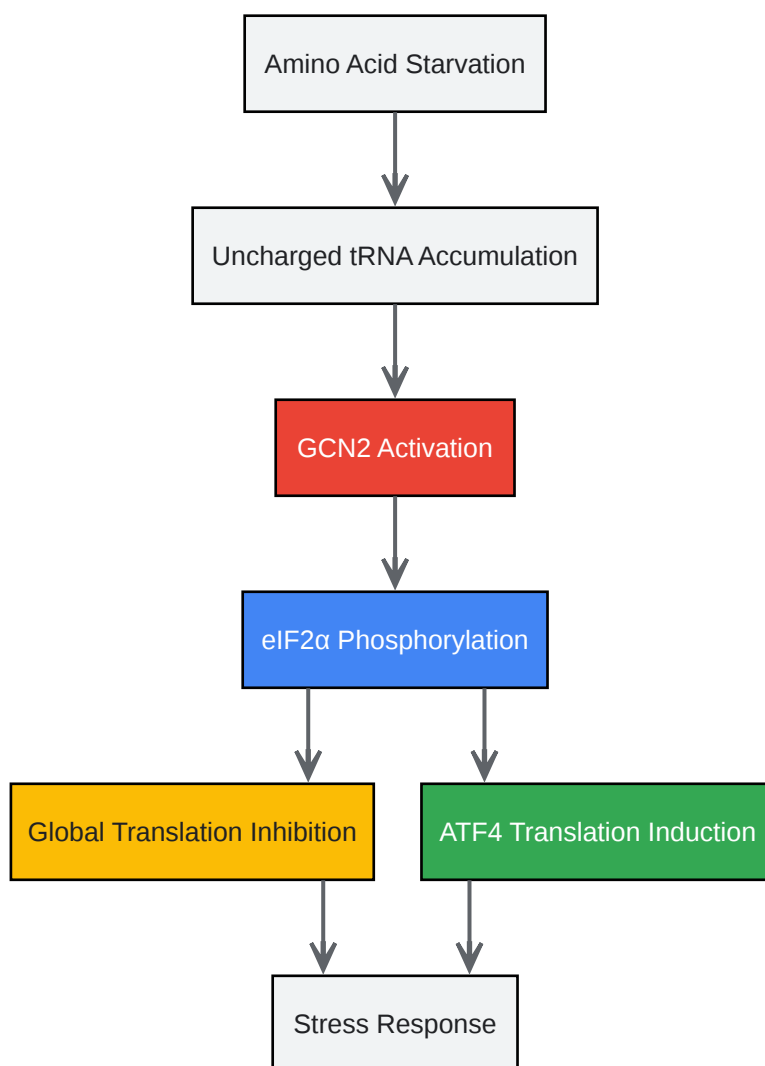 Amino Acid Starvation
Uncharged tRNA Accumulation
GCN2 Activation
eIF2α Phosphorylation
Global Translation Inhibition
ATF4 Translation Induction
Stress Response